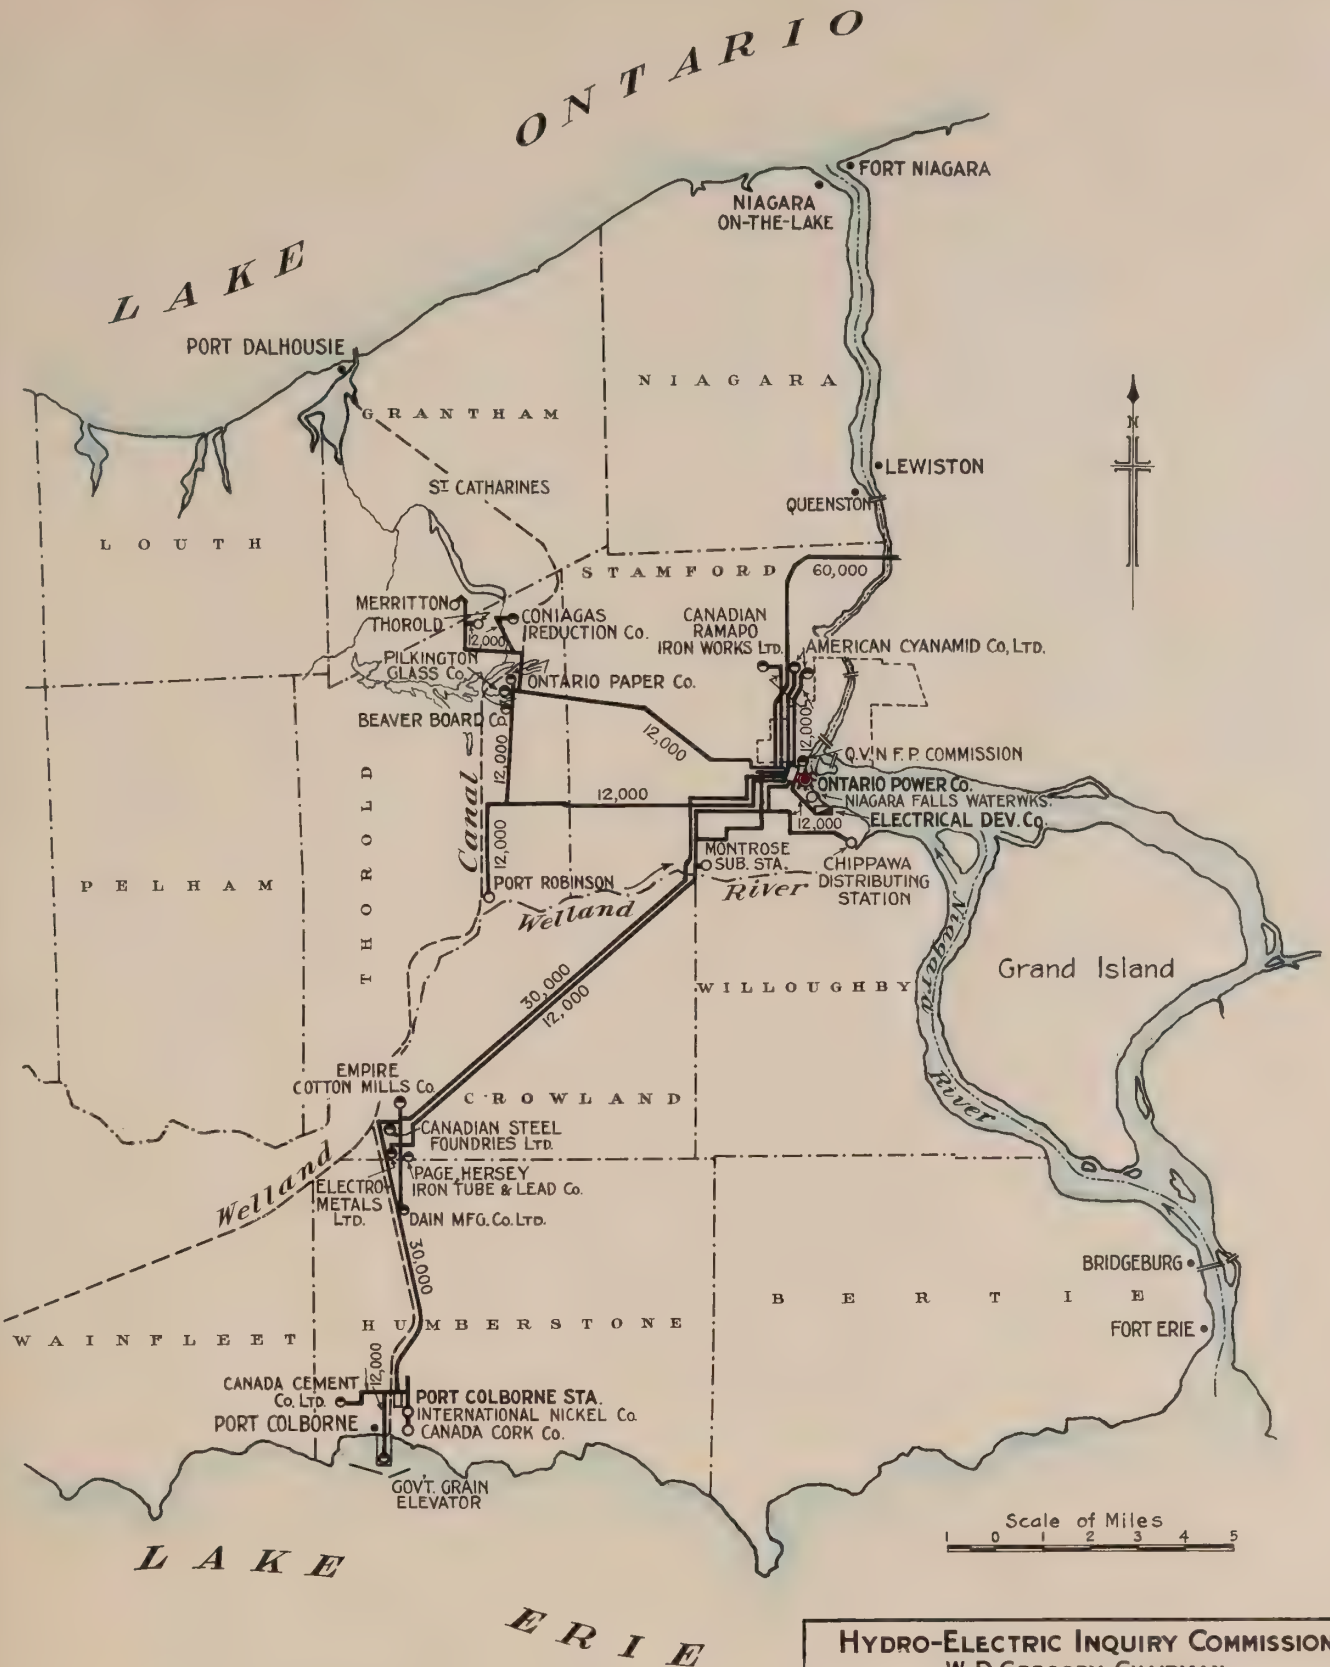 LAKE ONTARIO
FORT NIAGARA
NIAGARA
ON-THE-LAKE
PORT DALHOUSIE
NIAGARA
GRANTHAM
N
LEWISTON
ST CATHARINES
QUEENSTON
LOUTH
STAMFORD
60,000
MERRITTON
THOROLD
12,000
CONIAGAS
REDUCTION Co.
CANADIAN
RAMAPO
IRON WORKS LTD.
AMERICAN CYANAMID Co, LTD.
PILKINGTON
GLASS Co.
ONTARIO PAPER Co.
BEAVER BOARD Co.
12,000
12,000
12,000
Q.V.N.F.P. COMMISSION
ONTARIO POWER Co.
NIAGARA FALLS WATERWKS.
ELECTRICAL DEV. Co.
12,000
12,000
Canal
THOROLD
12,000
MONTROSE
SUB. STA.
CHIPPAWA
DISTRIBUTING
STATION
PELHAM
PORT ROBINSON
Welland River
Niagara River
Grand Island
30,000
12,000
WILLOUGHBY
EMPIRE
COTTON MILLS Co.
CROWLAND
CANADIAN STEEL
FOUNDRIES LTD.
Welland
ELECTRO
METALS
LTD.
PAGE, HERSEY
IRON TUBE & LEAD Co.
DAIN MFG. Co. LTD.
30,000
BRIDGEBURG
BERTIE
FORT ERIE
WAINFLEET
HUMBERSTONE
12,000
CANADA CEMENT
Co. LTD.
PORT COLBORNE STA.
INTERNATIONAL NICKEL Co.
PORT COLBORNE
CANADA CORK Co.
GOV'T. GRAIN
ELEVATOR
Scale of Miles
1 0 1 2 3 4 5
LAKE ERIE
HYDRO-ELECTRIC INQUIRY COMMISSION
W. D. GREGORY, CHAIRMAN